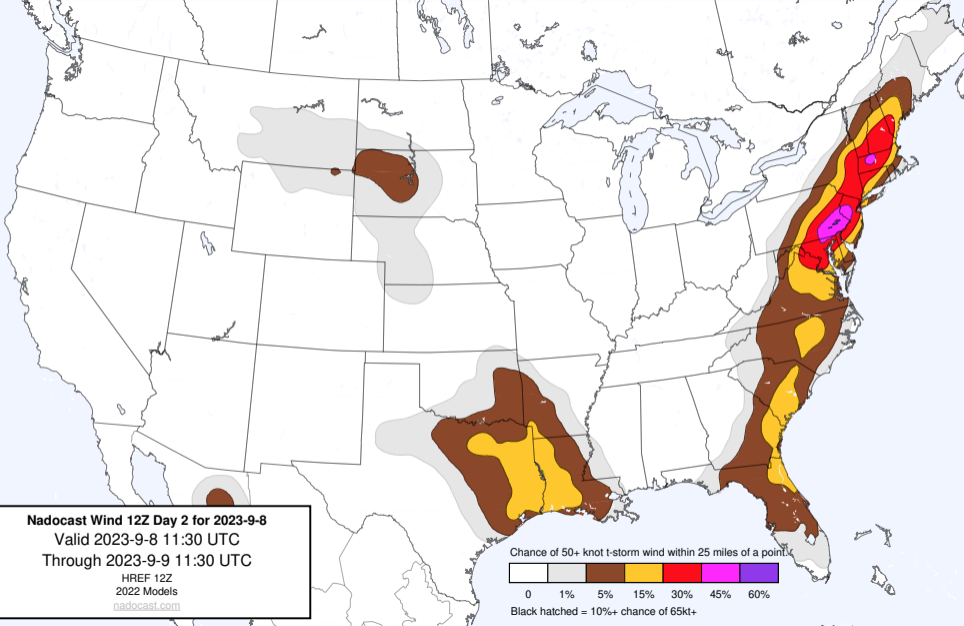 Nadocast Wind 12Z Day 2 for 2023-9-8
Valid 2023-9-8 11:30 UTC
Through 2023-9-9 11:30 UTC
HREF 12Z
2022 Models
nadocast.com
Chance of 50+ knot t-storm wind within 25 miles of a point.
0 1% 5% 15% 30% 45% 60%
Black hatched = 10%+ chance of 65kt+